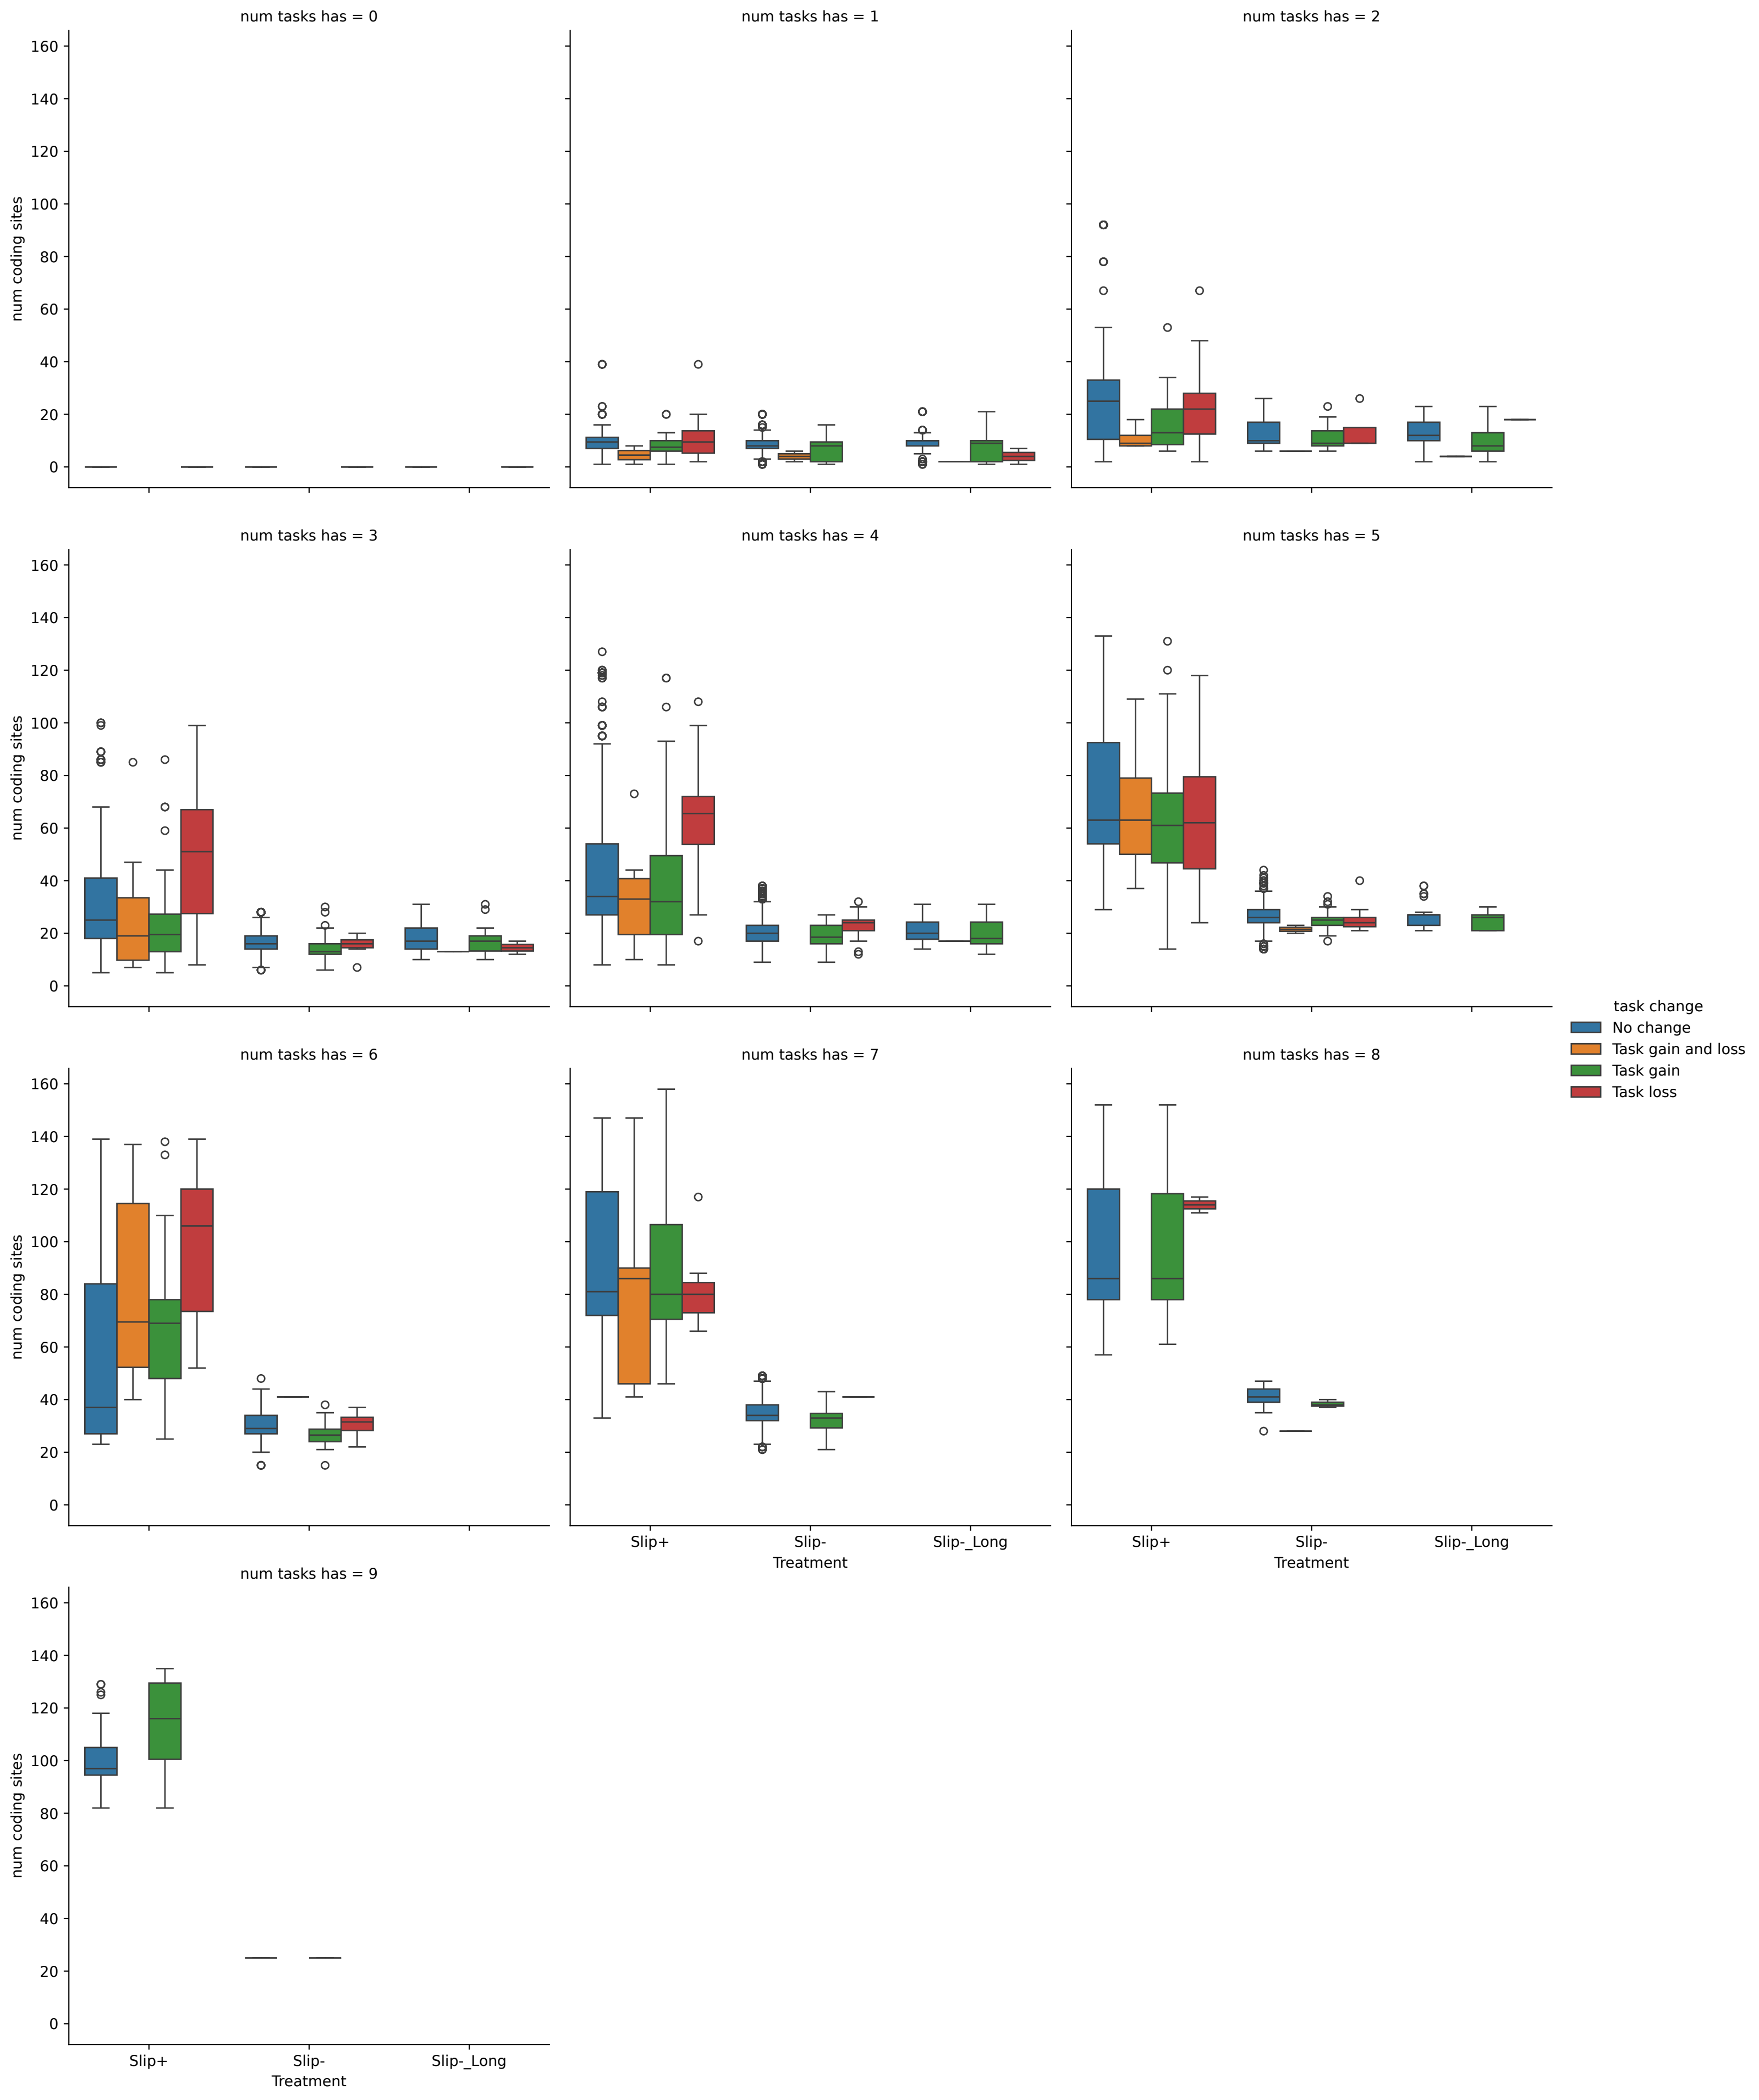 num tasks has = 0
num tasks has = 1
num tasks has = 2
160
140
120
100
80
60
40
20
0
num coding sites
num tasks has = 3
num tasks has = 4
num tasks has = 5
160
140
120
100
80
60
40
20
0
num coding sites
task change
No change
Task gain and loss
Task gain
Task loss
num tasks has = 6
num tasks has = 7
num tasks has = 8
160
140
120
100
80
60
40
20
0
num coding sites
Slip+
Slip-
Slip-_Long
Treatment
Slip+
Slip-
Slip-_Long
Treatment
num tasks has = 9
160
140
120
100
80
60
40
20
0
num coding sites
Slip+
Slip-
Slip-_Long
Treatment